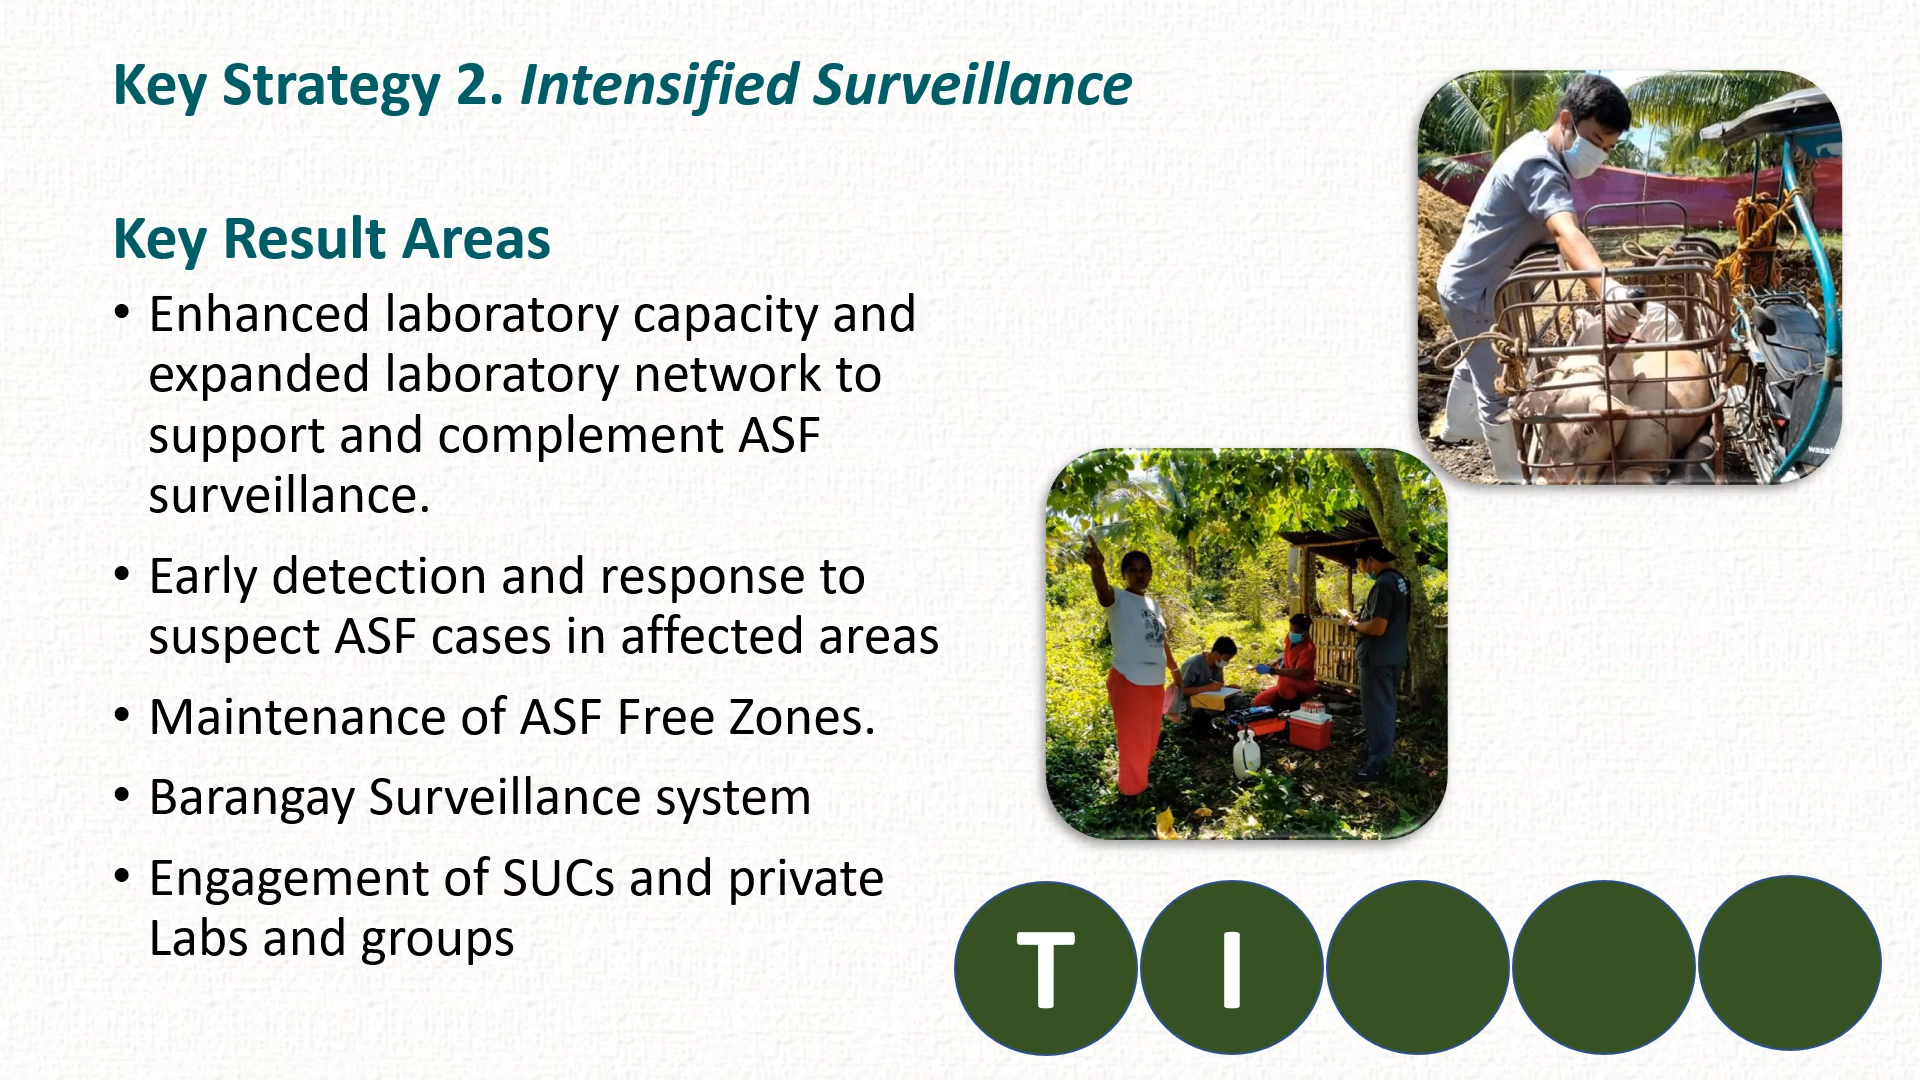 Key Strategy 2. Intensified Surveillance
Key Result Areas
• Enhanced laboratory capacity and
expanded laboratory network to
support and complement ASF
surveillance.
• Early detection and response to
suspect ASF cases in affected areas
• Maintenance of ASF Free Zones.
• Barangay Surveillance system
• Engagement of SUCs and private
Labs and groups
T I